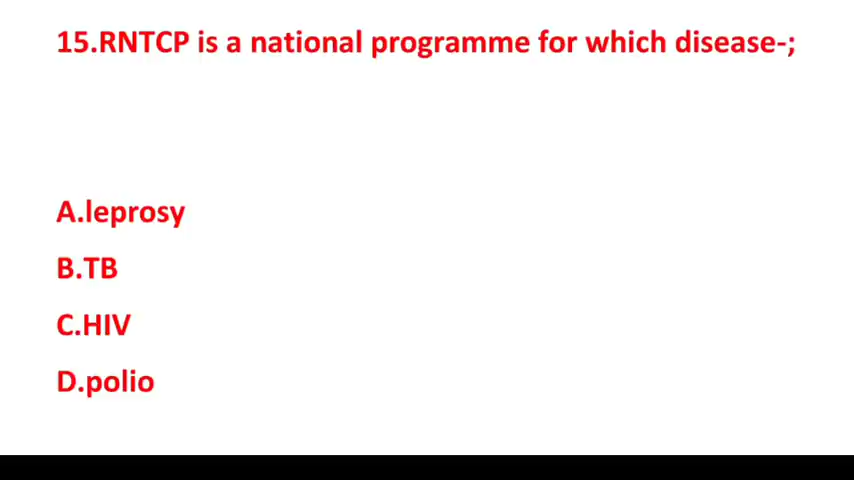 15.RNTCP is a national programme for which disease-;
A.leprosy
B.TB
C.HIV
D.polio